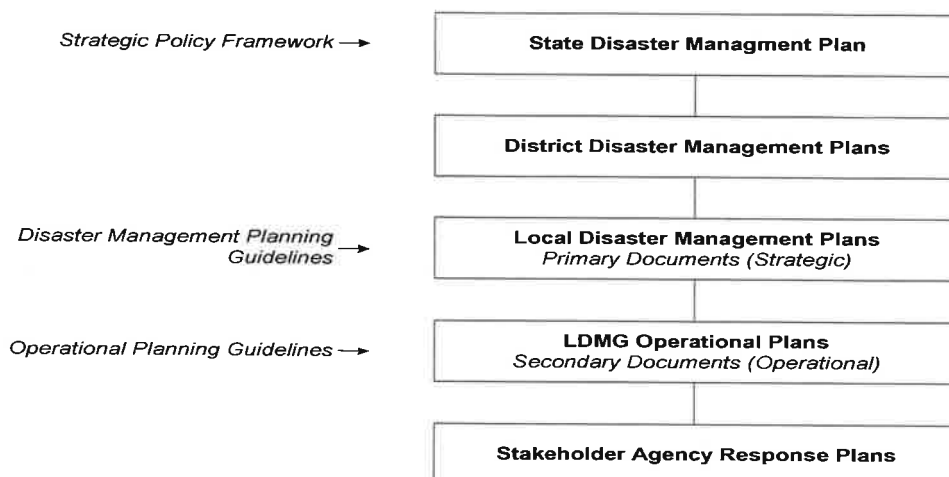 Strategic Policy Framework
State Disaster Managment Plan
District Disaster Management Plans
Disaster Management Planning
Guidelines
Local Disaster Management Plans
Primary Documents (Strategic)
Operational Planning Guidelines
LDMG Operational Plans
Secondary Documents (Operational)
Stakeholder Agency Response Plans